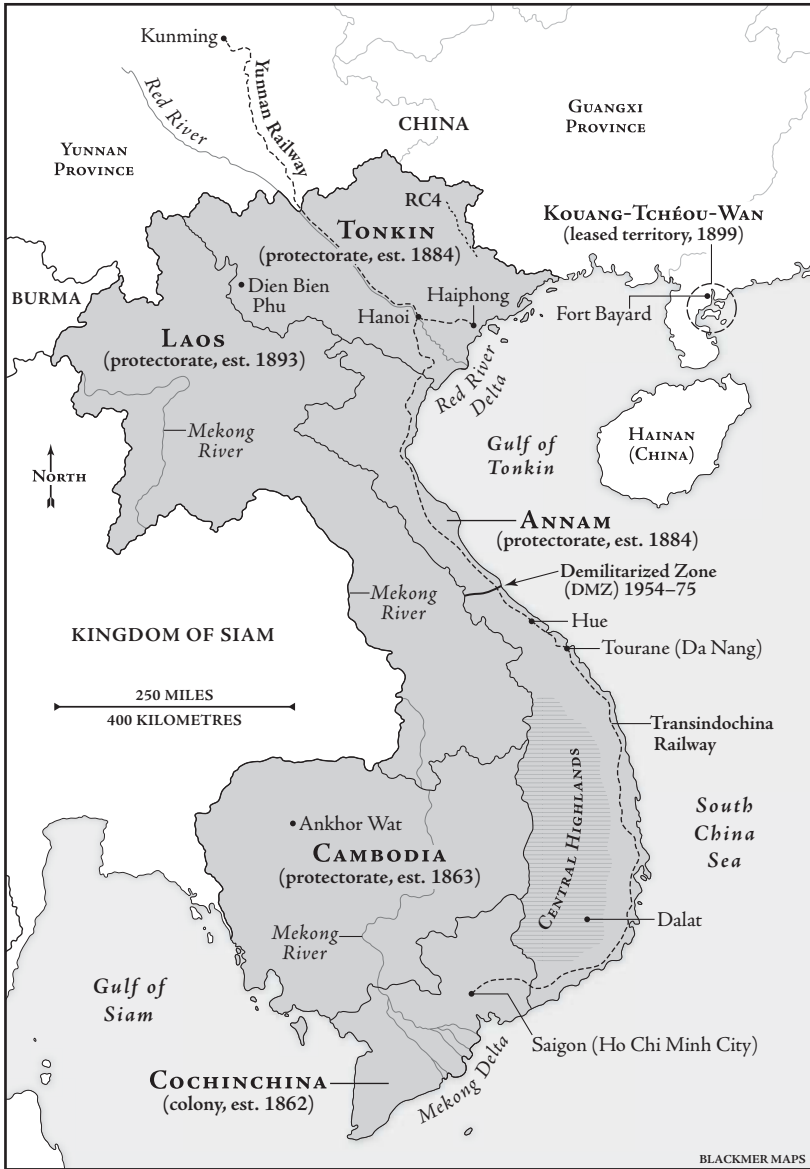 Kunming
Yunnan Railway
Red River
GUANGXI
PROVINCE
CHINA
YUNNAN
PROVINCE
RC4
KOUANG-TCHÉOU-WAN
(leased territory, 1899)
TONKIN
(protectorate, est. 1884)
BURMA
Dien Bien
Phu
Haiphong
Hanoi
Fort Bayard
LAOS
(protectorate, est. 1893)
Red River
Delta
Mekong
River
HAINAN
(CHINA)
Gulf of
Tonkin
NORTH
ANNAM
(protectorate, est. 1884)
Demilitarized Zone
(DMZ) 1954–75
Mekong
River
Hue
KINGDOM OF SIAM
Tourane (Da Nang)
250 MILES
400 KILOMETRES
Transindochina
Railway
CENTRAL HIGHLANDS
South
China
Sea
Ankhor Wat
CAMBODIA
(protectorate, est. 1863)
Dalat
Mekong
River
Gulf of
Siam
Saigon (Ho Chi Minh City)
Mekong Delta
COCHINCHINA
(colony, est. 1862)
BLACKMER MAPS